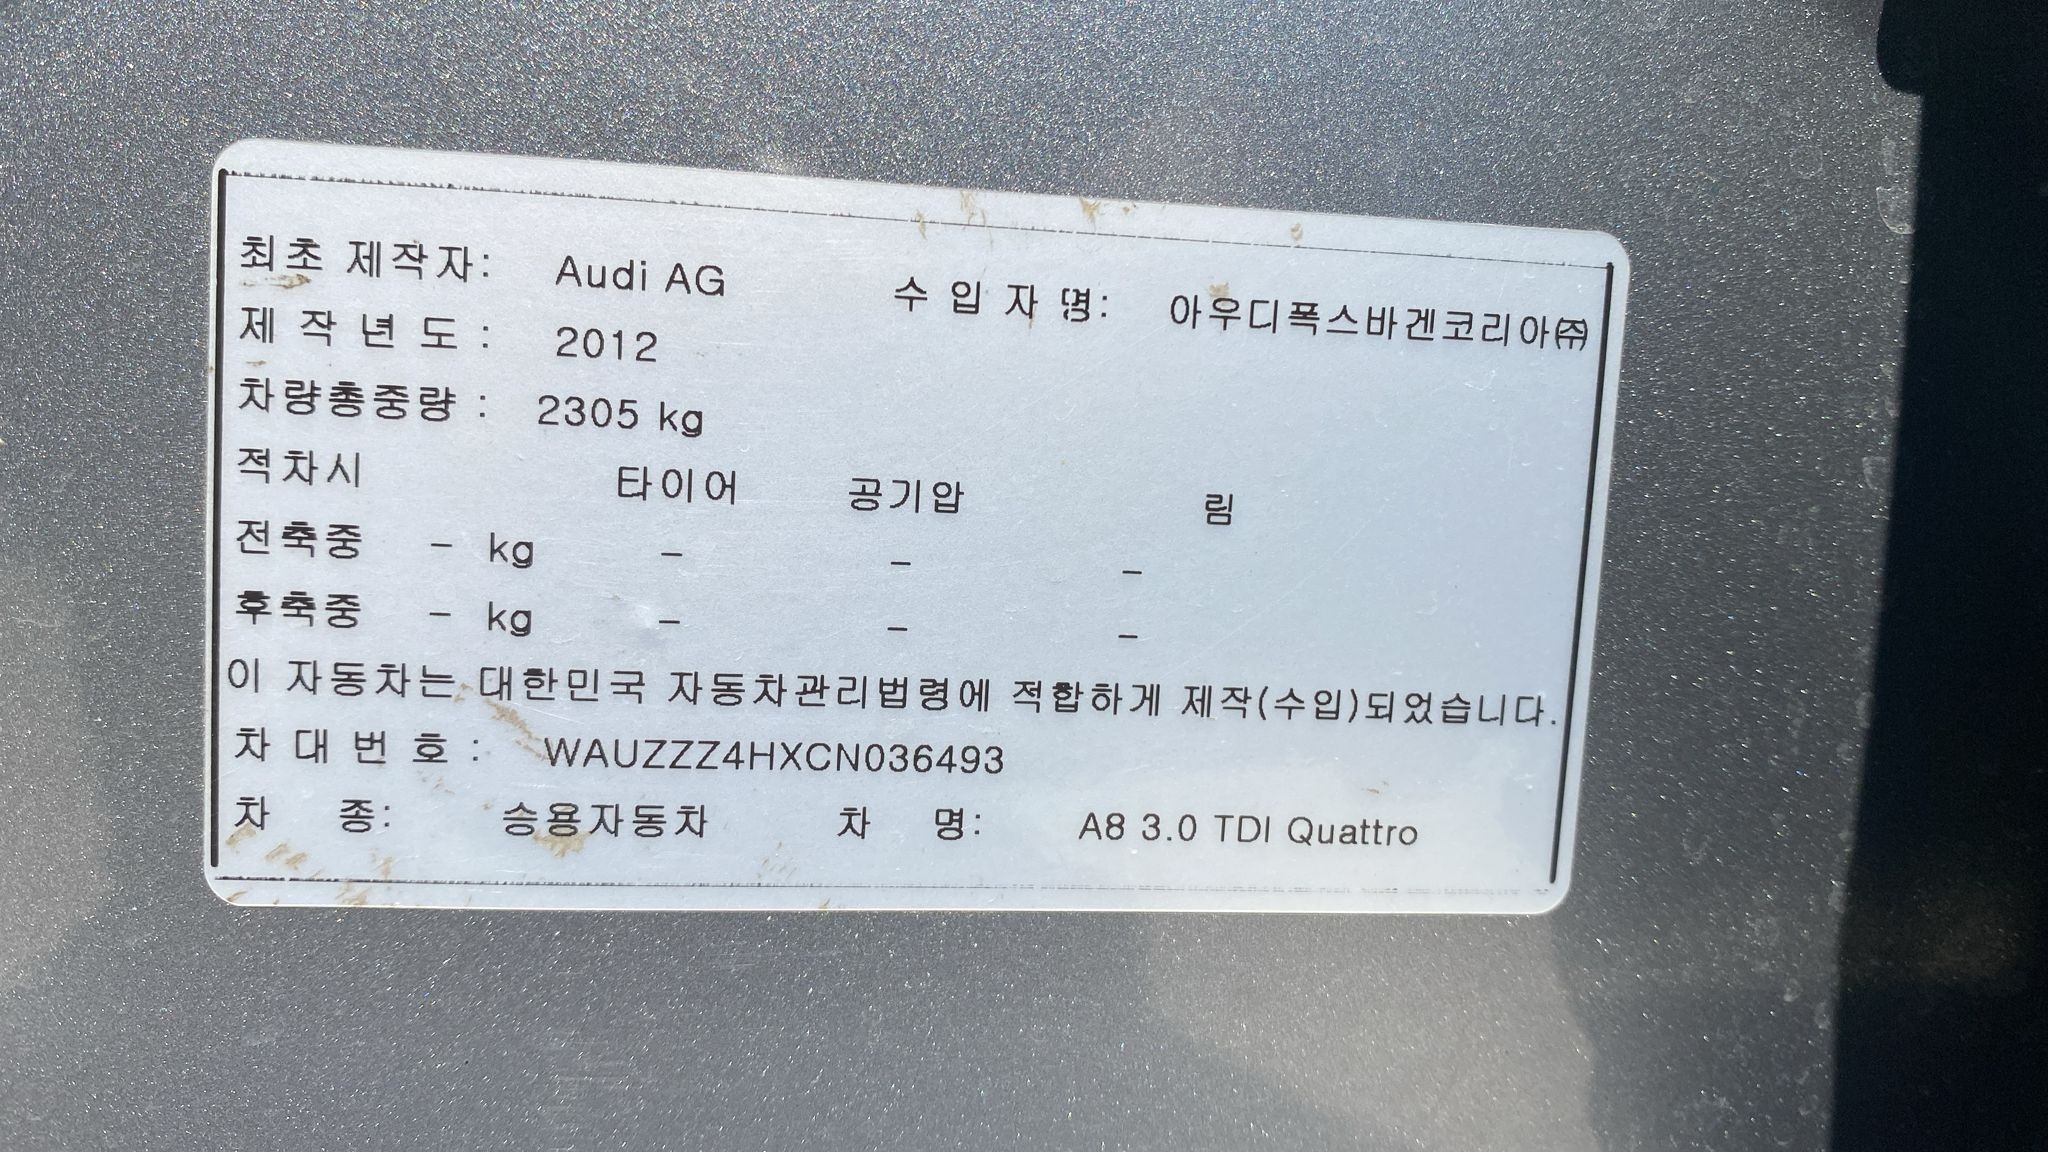 최초 제작자: Audi AG 수 입 자 명: 아우디폭스바겐코리아㈜
제 작 년 도 : 2012
차량총중량 : 2305 kg
적차시 타이어 공기압 림
전축중 - kg - - -
후축중 - kg - - -
이 자동차는 대한민국 자동차관리법령에 적합하게 제작(수입)되었습니다.
차 대 번 호 : WAUZZZ4HXCN036493
차 종: 승용자동차 차 명: A8 3.0 TDI Quattro